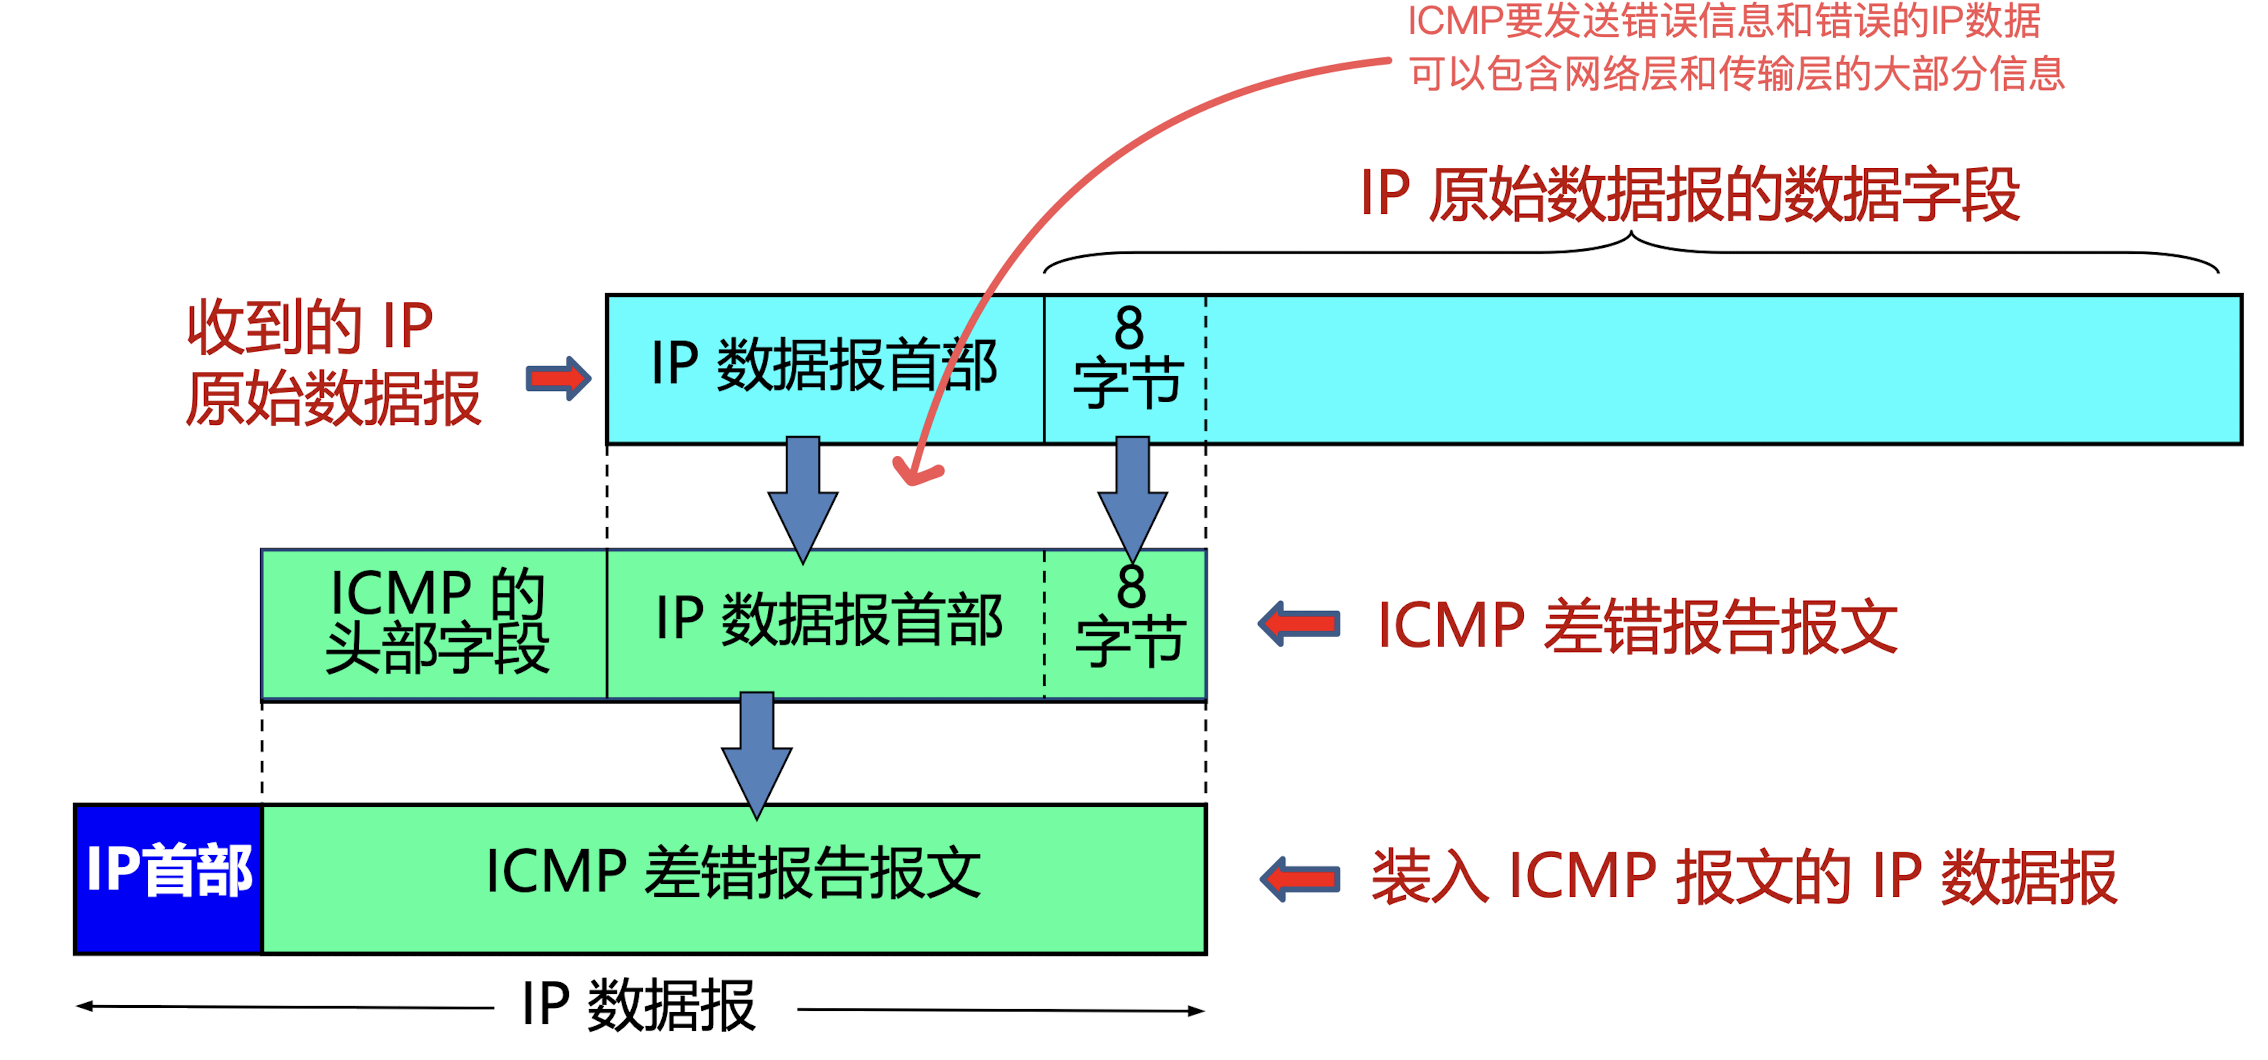 ICMP要发送错误信息和错误的IP数据
可以包含网络层和传输层的大部分信息
IP 原始数据报的数据字段
收到的 IP
原始数据报
IP 数据报首部
8
字节
ICMP 的
头部字段
IP 数据报首部
8
字节
ICMP 差错报告报文
IP首部
ICMP 差错报告报文
装入 ICMP 报文的 IP 数据报
IP 数据报